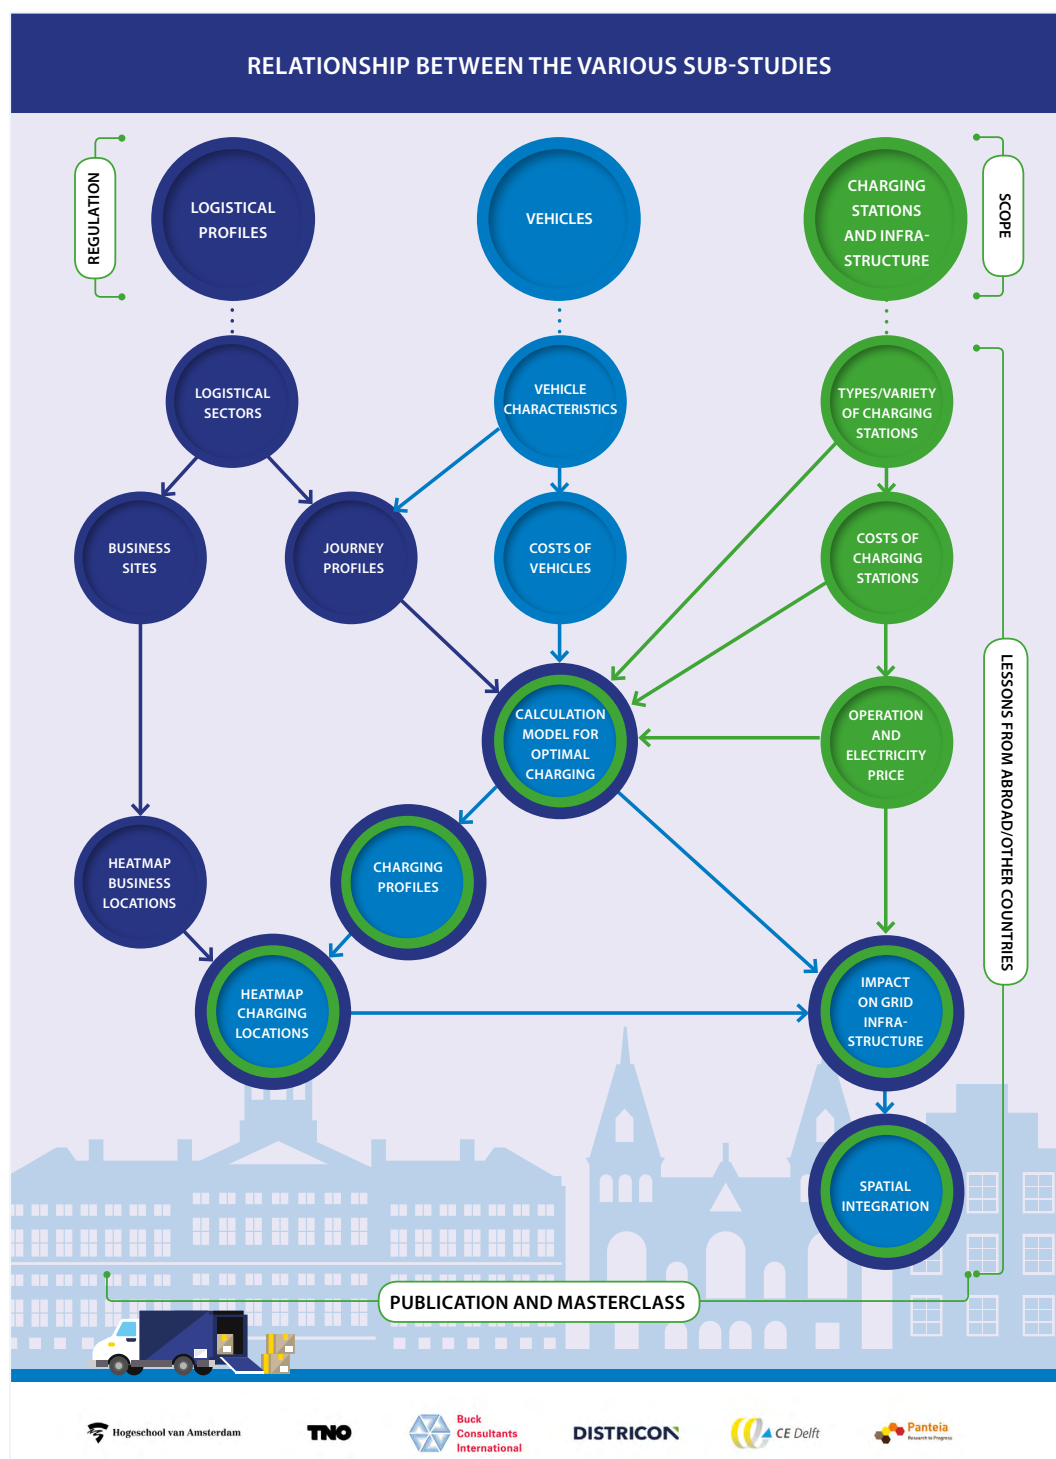 RELATIONSHIP BETWEEN THE VARIOUS SUB-STUDIES
REGULATION
LOGISTICAL
PROFILES
VEHICLES
CHARGING
STATIONS
AND INFRA-
STRUCTURE
SCOPE
LOGISTICAL
SECTORS
VEHICLE
CHARACTERISTICS
TYPES/VARIETY
OF CHARGING
STATIONS
BUSINESS
SITES
JOURNEY
PROFILES
COSTS OF
VEHICLES
COSTS OF
CHARGING
STATIONS
CALCULATION
MODEL FOR
OPTIMAL
CHARGING
OPERATION
AND
ELECTRICITY
PRICE
LESSONS FROM ABROAD/OTHER COUNTRIES
HEATMAP
BUSINESS
LOCATIONS
CHARGING
PROFILES
HEATMAP
CHARGING
LOCATIONS
IMPACT
ON GRID
INFRA-
STRUCTURE
SPATIAL
INTEGRATION
PUBLICATION AND MASTERCLASS
Hogeschool van Amsterdam
TNO
Buck
Consultants
International
DISTRICON
CE Delft
Panteia
Research to Progress